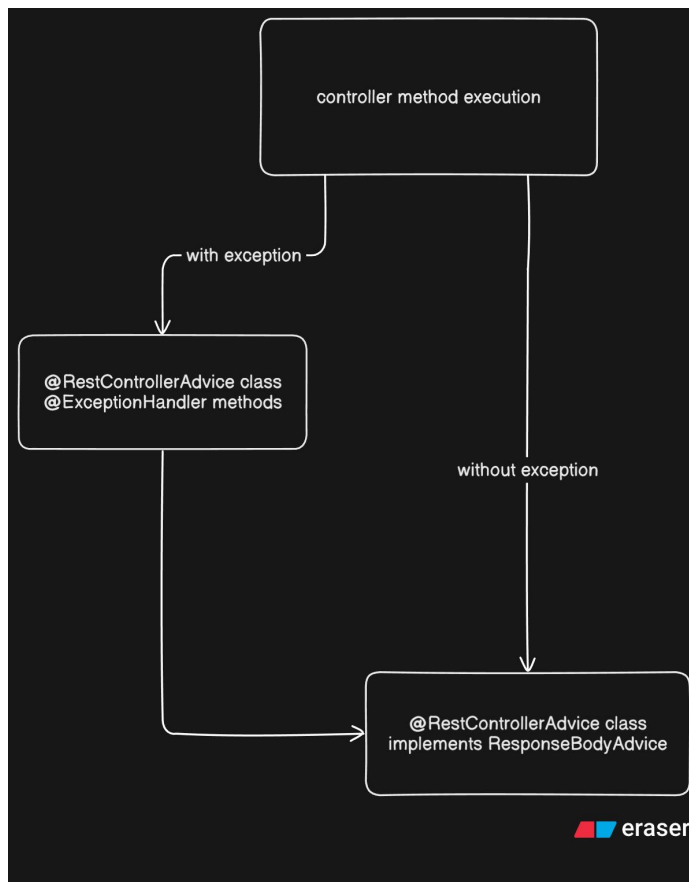 controller method execution
with exception
@RestControllerAdvice class
@ExceptionHandler methods
without exception
@RestControllerAdvice class
implements ResponseBodyAdvice
eraser